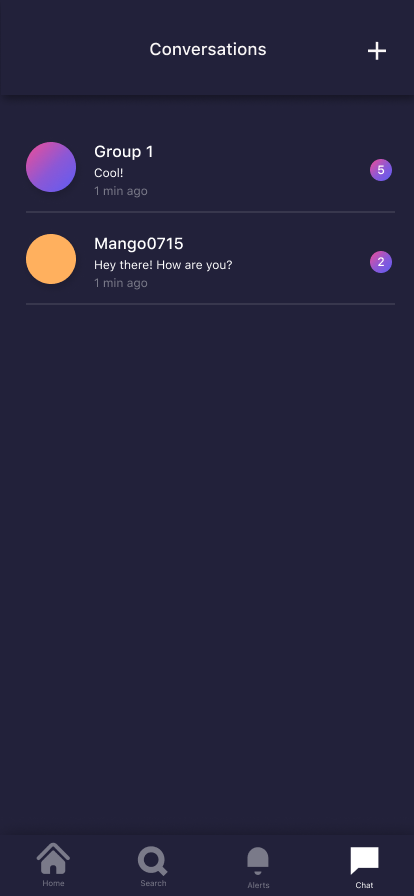 Conversations
Group 1
Cool!
5
1 min ago
Mango0715
Hey there! How are you?
2
1 min ago
Home Search Alerts Chat